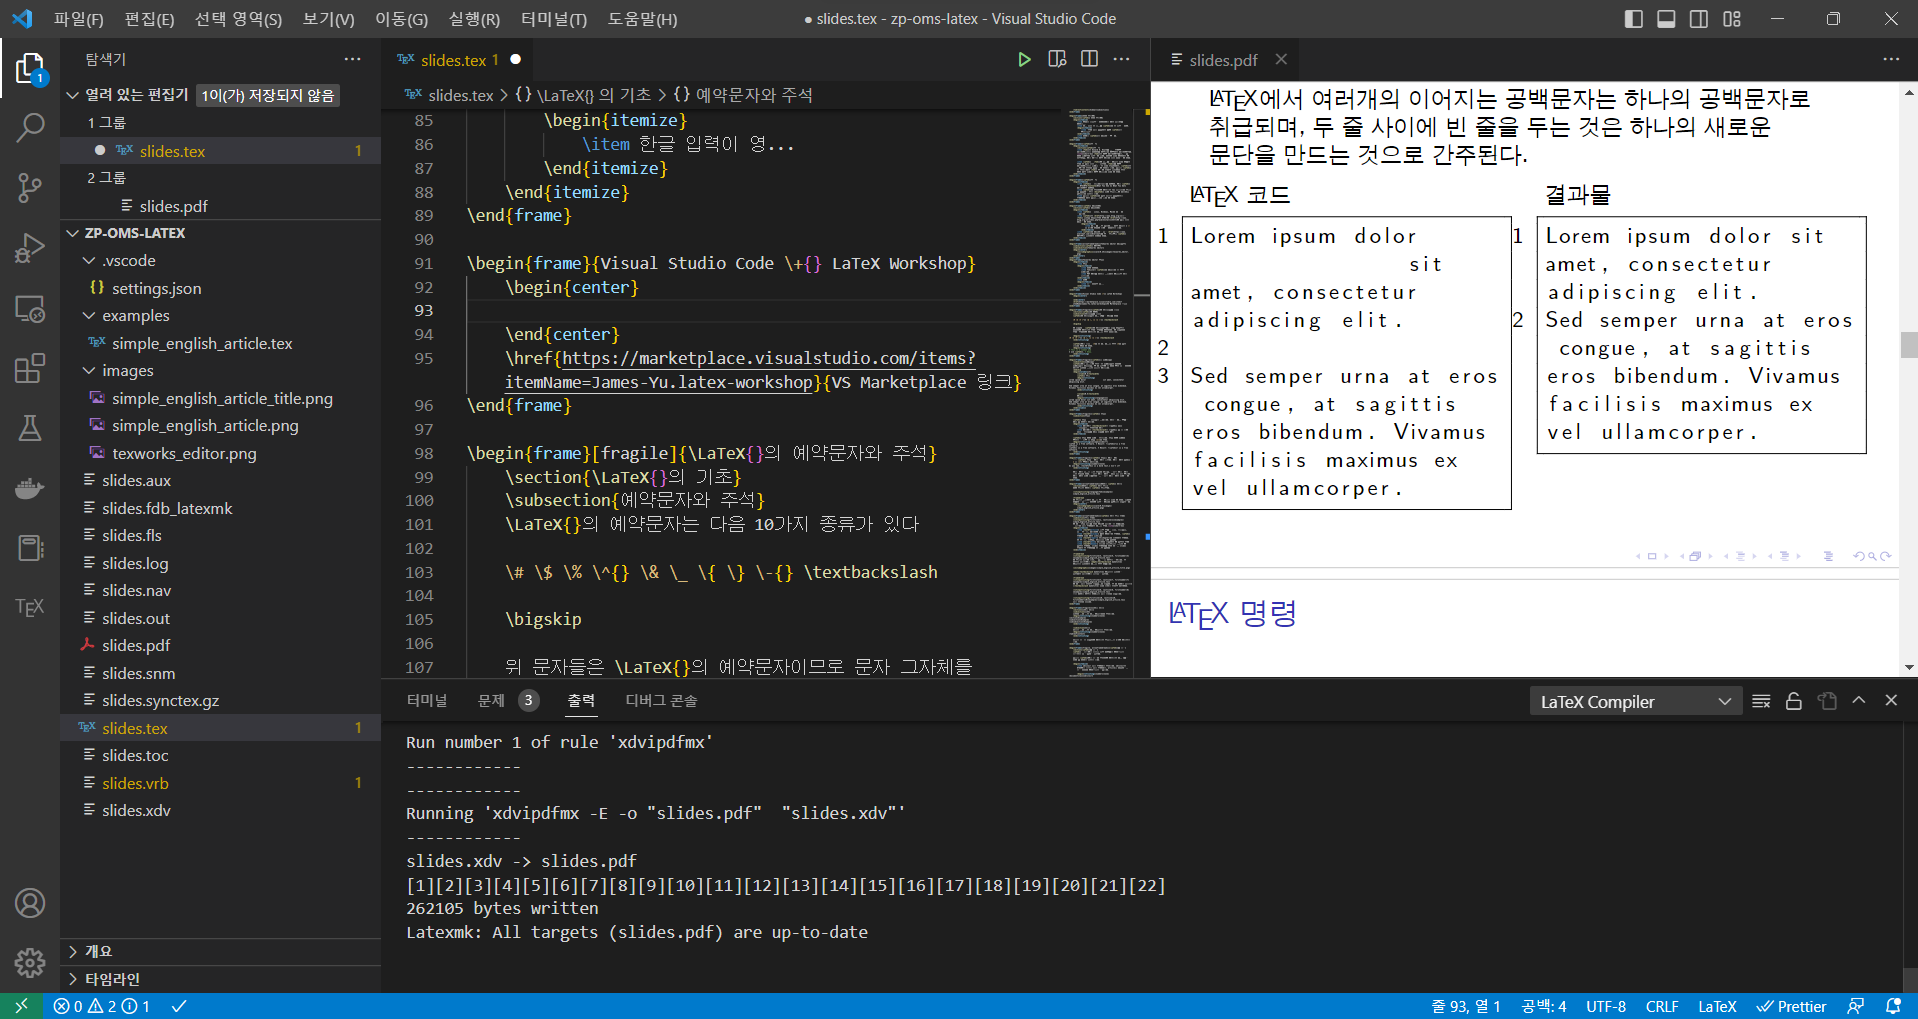 파일(F) 편집(E) 선택 영역(S) 보기(V) 이동(G) 실행(R) 터미널(T) 도움말(H)
● slides.tex - zp-oms-latex - Visual Studio Code
탐색기
열려 있는 편집기 1이(가) 저장되지 않음
1 그룹
slides.tex 1
2 그룹
slides.pdf
ZP-OMS-LATEX
.vscode
settings.json
examples
simple_english_article.tex
images
simple_english_article_title.png
simple_english_article.png
texworks_editor.png
slides.aux
slides.fdb_latexmk
slides.fls
slides.log
slides.nav
slides.out
slides.pdf
slides.snm
slides.synctex.gz
slides.tex 1
slides.toc
slides.vrb 1
slides.xdv
개요
타임라인
1
TEX
slides.tex 1
slides.tex > {} \LaTeX{} 의 기초 > {} 예약문자와 주석
85 \begin{itemize}
86 \item 한글 입력이 영...
87 \end{itemize}
88 \end{itemize}
89 \end{frame}
90
91 \begin{frame}{Visual Studio Code \+{} LaTeX Workshop}
92 \begin{center}
93
94 \end{center}
95 \href{https://marketplace.visualstudio.com/items?
itemName=James-Yu.latex-workshop}{VS Marketplace 링크}
96 \end{frame}
97
98 \begin{frame}[fragile]{\LaTeX{}의 예약문자와 주석}
99 \section{\LaTeX{}의 기초}
100 \subsection{예약문자와 주석}
101 \LaTeX{}의 예약문자는 다음 10가지 종류가 있다
102
103 \# \$ \% \^{} \& \_ \{ \} \-{} \textbackslash
104
105 \bigskip
106
107 위 문자들은 \LaTeX{}의 예약문자이므로 문자 그자체를
slides.pdf
LATEX에서 여러개의 이어지는 공백문자는 하나의 공백문자로
취급되며, 두 줄 사이에 빈 줄을 두는 것은 하나의 새로운
문단을 만드는 것으로 간주된다.
LATEX 코드
1 Lorem ipsum dolor
sit
amet, consectetur
adipiscing elit.
2
3 Sed semper urna at eros
congue, at sagittis
eros bibendum. Vivamus
facilisis maximus ex
vel ullamcorper.
결과물
1 Lorem ipsum dolor sit
amet, consectetur
adipiscing elit.
2 Sed semper urna at eros
congue, at sagittis
eros bibendum. Vivamus
facilisis maximus ex
vel ullamcorper.
LATEX 명령
터미널 문제 3 출력 디버그 콘솔
LaTeX Compiler
Run number 1 of rule 'xdvipdfmx'
------------
------------
Running 'xdvipdfmx -E -o "slides.pdf"  "slides.xdv"'
------------
slides.xdv -> slides.pdf
[1][2][3][4][5][6][7][8][9][10][11][12][13][14][15][16][17][18][19][20][21][22]
262105 bytes written
Latexmk: All targets (slides.pdf) are up-to-date
0 2 1
줄 93, 열 1 공백: 4 UTF-8 CRLF LaTeX Prettier